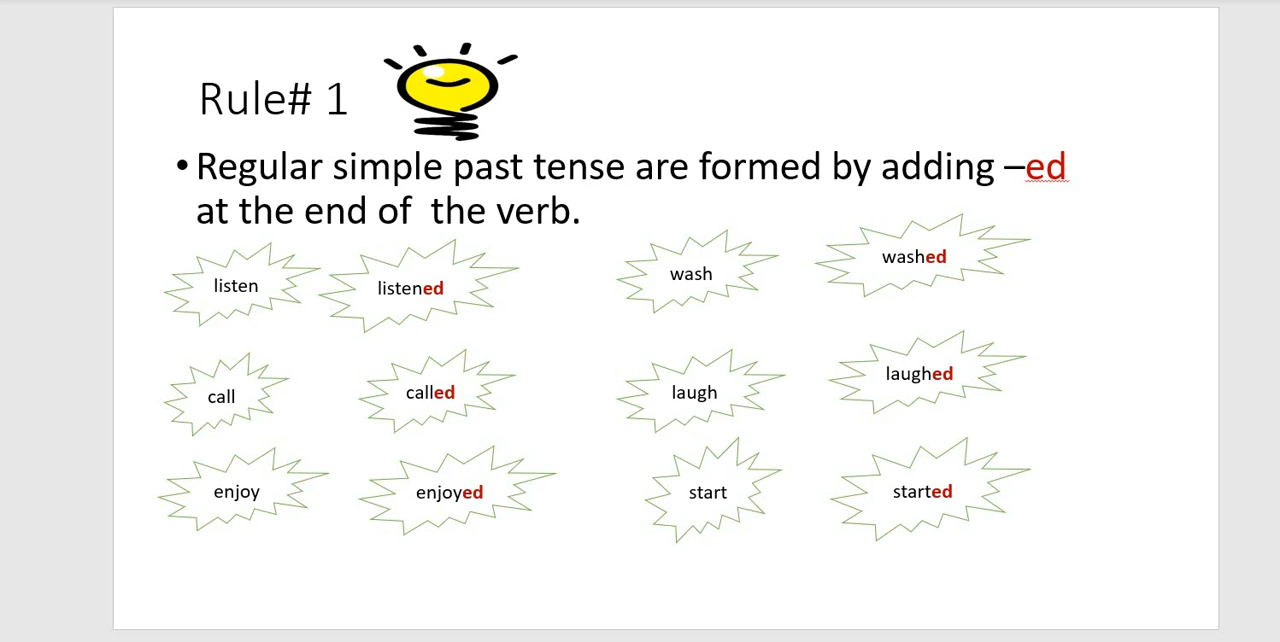 Rule# 1
• Regular simple past tense are formed by adding –ed
at the end of the verb.
listen listened wash washed
call called laugh laughed
enjoy enjoyed start started